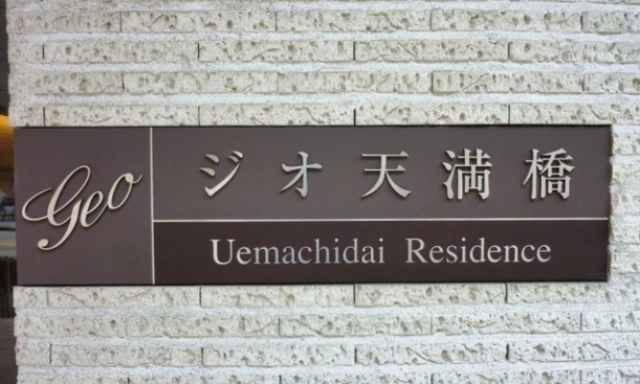 Geo
ジオ天満橋
Uemachidai Residence